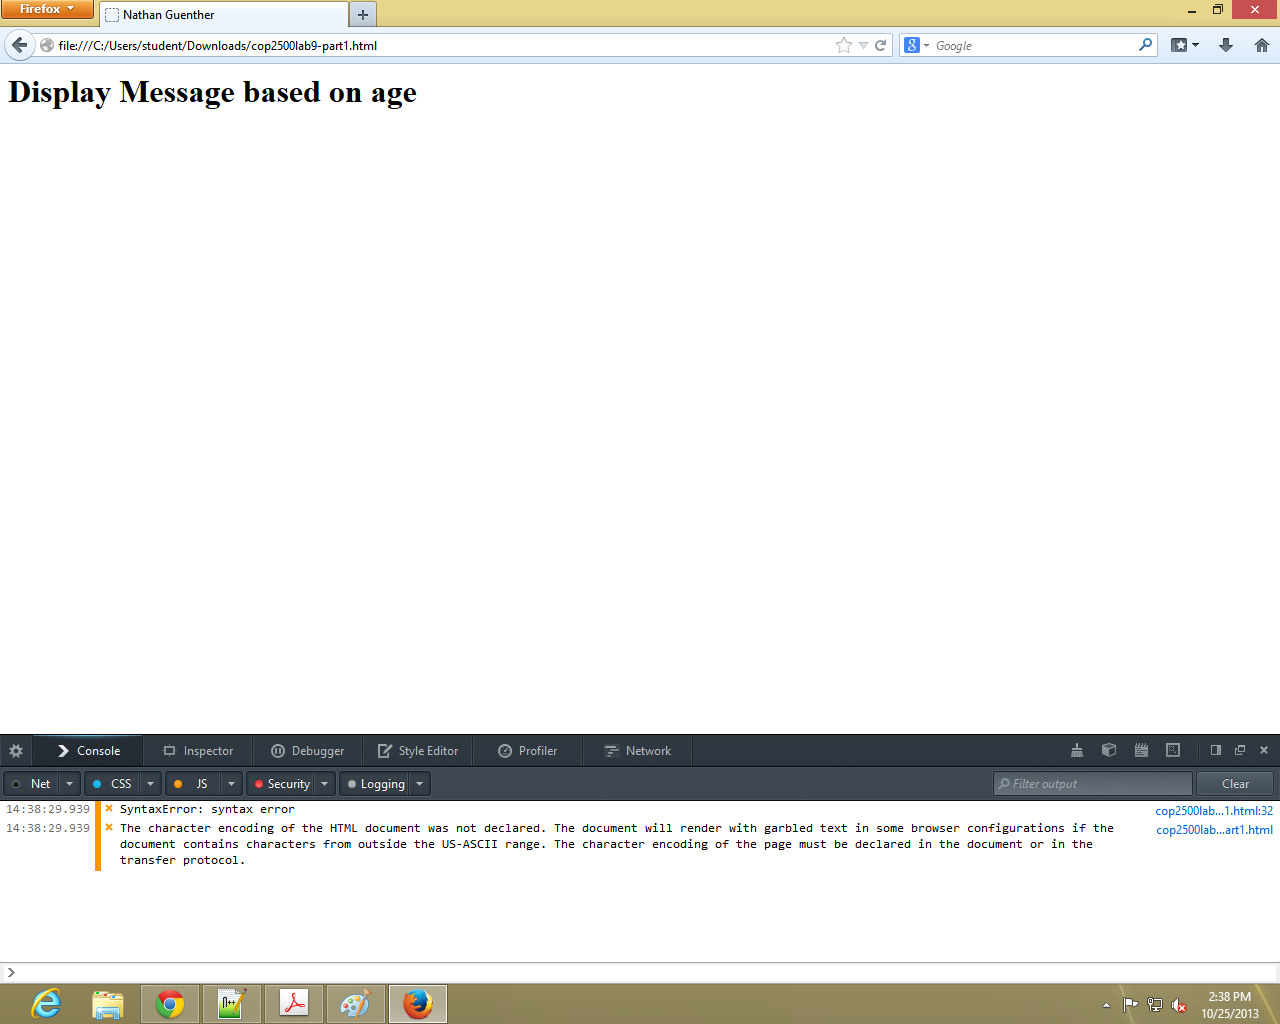 Firefox
Nathan Guenther
file:///C:/Users/student/Downloads/cop2500lab9-part1.html
Google
Display Message based on age
Console Inspector Debugger Style Editor Profiler Network
Net CSS JS Security Logging Filter output Clear
14:38:29.939 SyntaxError: syntax error cop2500lab...1.html:32
14:38:29.939 The character encoding of the HTML document was not declared. The document will render with garbled text in some browser configurations if the cop2500lab...art1.html
document contains characters from outside the US-ASCII range. The character encoding of the page must be declared in the document or in the
transfer protocol.
2:38 PM
10/25/2013